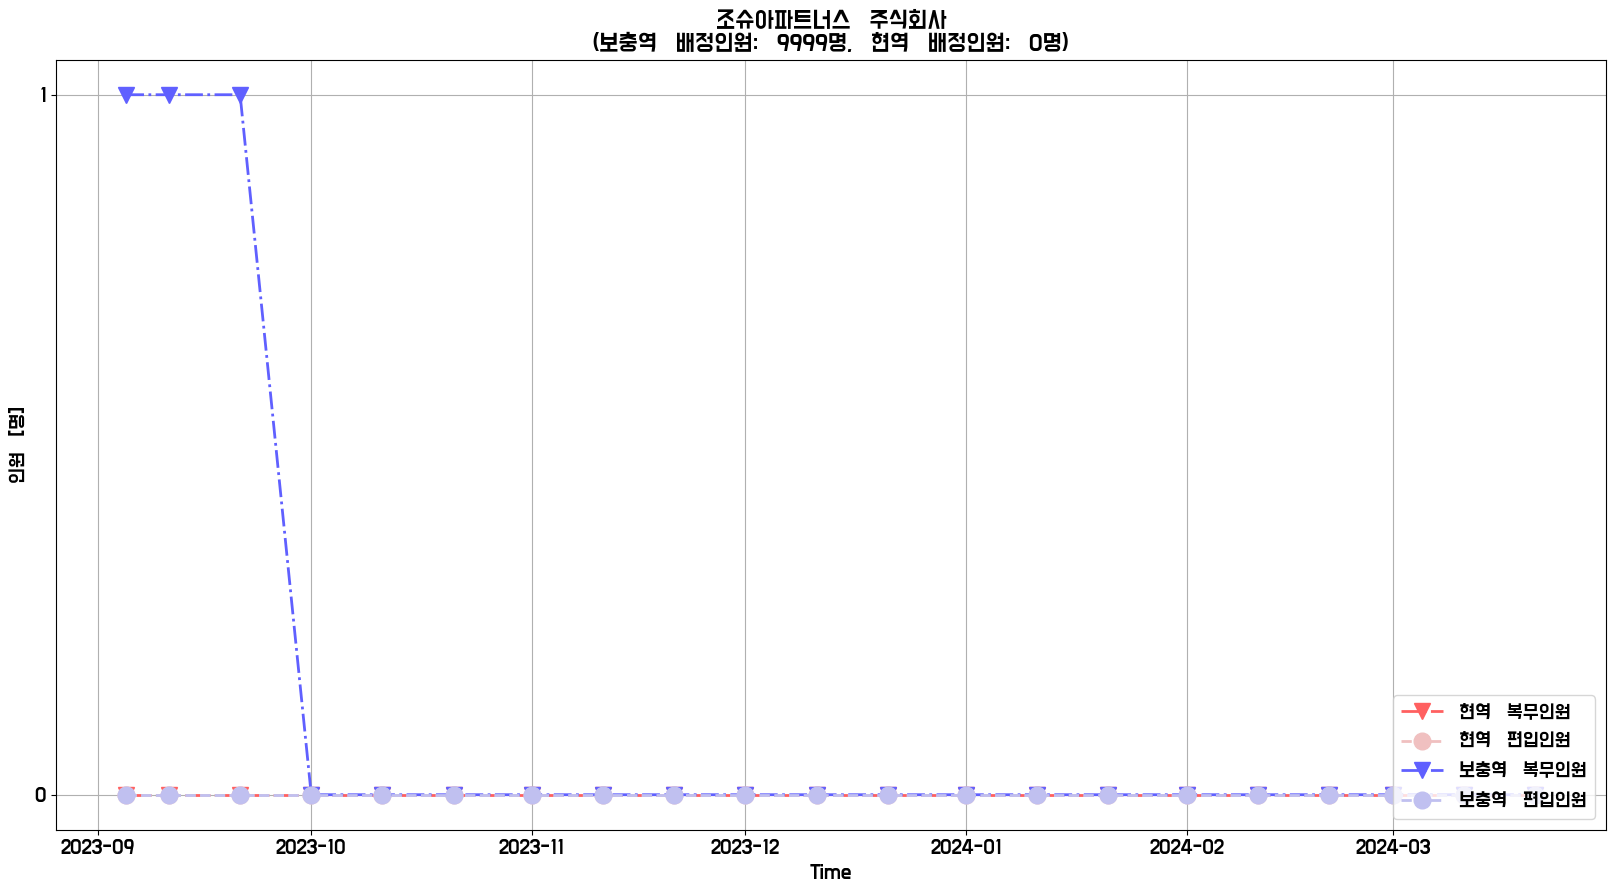 조슈아파트너스 주식회사
(보충역 배정인원: 9999명, 현역 배정인원: 0명)
인원 [명]
1
0
2023-09
2023-10
2023-11
2023-12
2024-01
2024-02
2024-03
Time
현역 복무인원
현역 편입인원
보충역 복무인원
보충역 편입인원